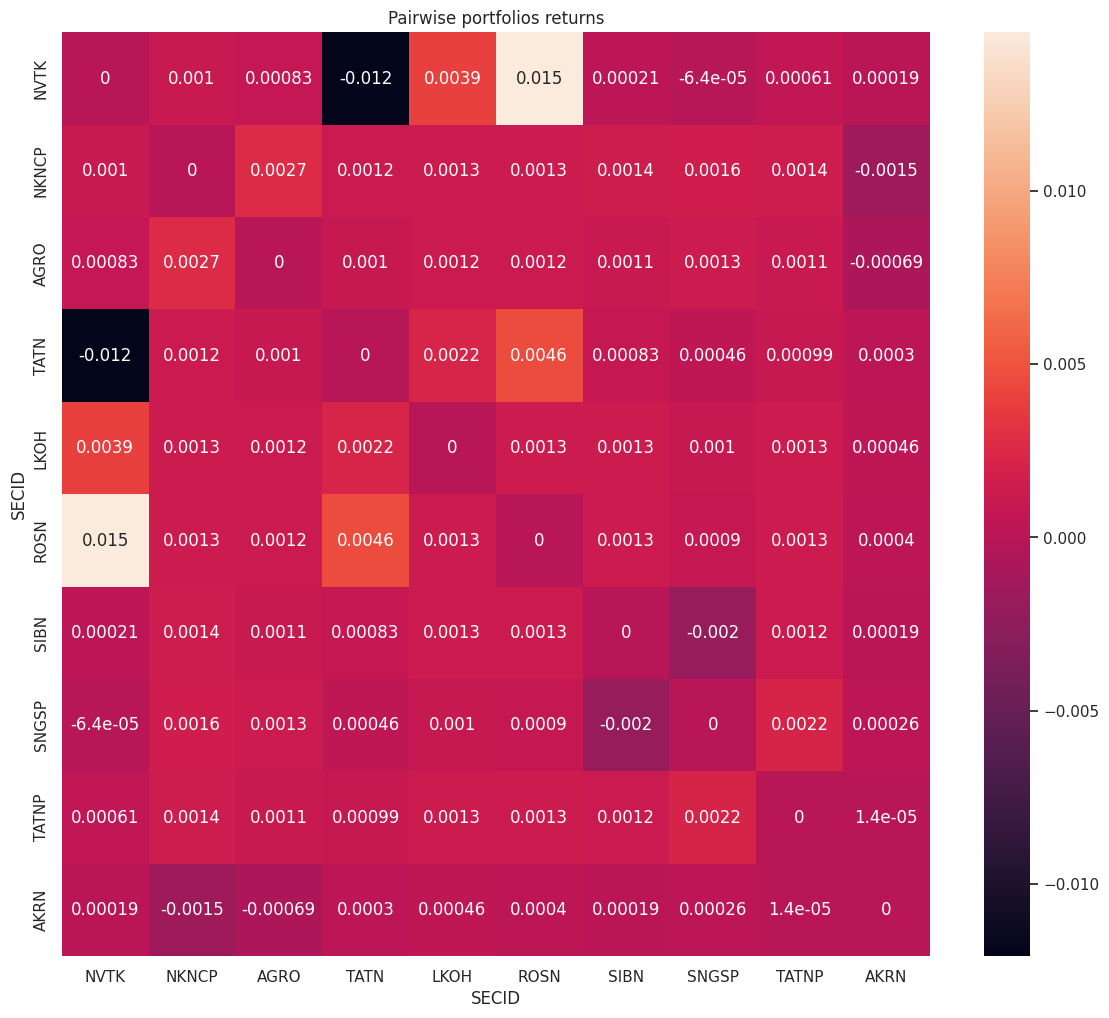 Pairwise portfolios returns
NVTK 0 0.001 0.00083 -0.012 0.0039 0.015 0.00021 -6.4e-05 0.00061 0.00019
NKNCP 0.001 0 0.0027 0.0012 0.0013 0.0013 0.0014 0.0016 0.0014 -0.0015
AGRO 0.00083 0.0027 0 0.001 0.0012 0.0012 0.0011 0.0013 0.0011 -0.00069
TATN -0.012 0.0012 0.001 0 0.0022 0.0046 0.00083 0.00046 0.00099 0.0003
LKOH 0.0039 0.0013 0.0012 0.0022 0 0.0013 0.0013 0.001 0.0013 0.00046
ROSN 0.015 0.0013 0.0012 0.0046 0.0013 0 0.0013 0.0009 0.0013 0.0004
SIBN 0.00021 0.0014 0.0011 0.00083 0.0013 0.0013 0 -0.002 0.0012 0.00019
SNGSP -6.4e-05 0.0016 0.0013 0.00046 0.001 0.0009 -0.002 0 0.0022 0.00026
TATNP 0.00061 0.0014 0.0011 0.00099 0.0013 0.0013 0.0012 0.0022 0 1.4e-05
AKRN 0.00019 -0.0015 -0.00069 0.0003 0.00046 0.0004 0.00019 0.00026 1.4e-05 0
NVTK NKNCP AGRO TATN LKOH ROSN SIBN SNGSP TATNP AKRN
SECID
SECID
0.010
0.005
0.000
−0.005
−0.010